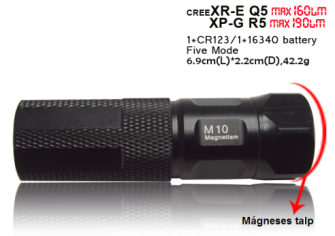 CREE XR-E Q5 MAX 160LM
XP-G R5 MAX 190LM
1*CR123/1*16340 battery
Five Mode
6.9cm(L)*2.2cm(D),42.2g
M10
Magnetism
Mágneses talp